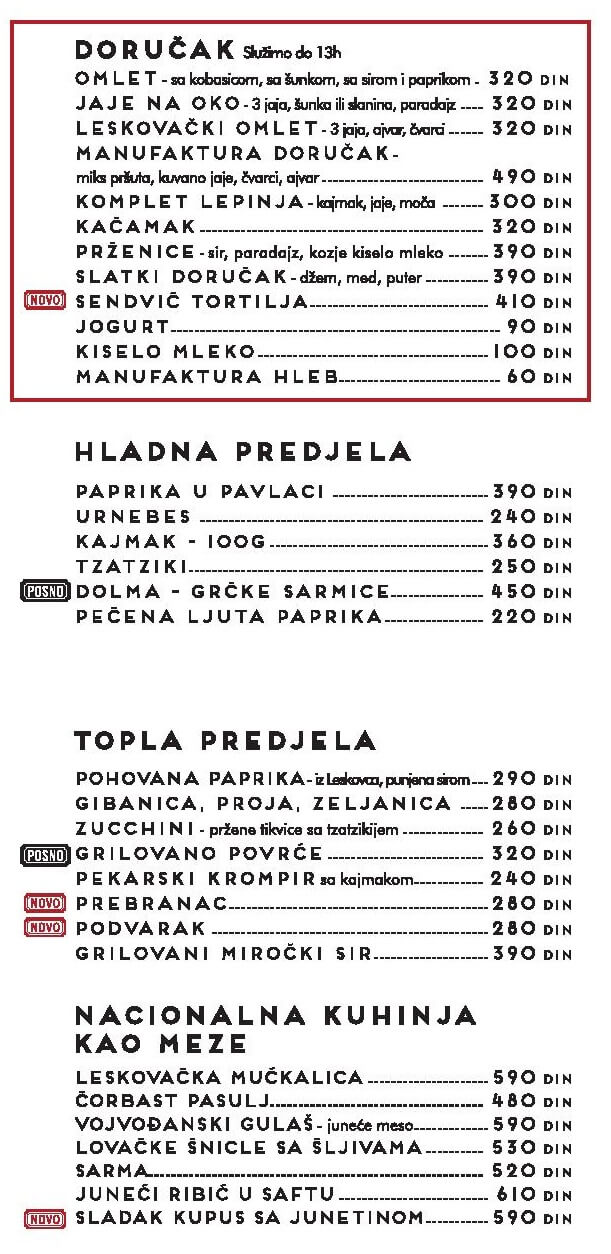 DORUČAK Služimo do 13h
OMLET - sa kobasicom, sa šunkom, sa sirom i paprikom - 320 DIN
JAJE NA OKO - 3 jaja, šunka ili slanina, paradajz ---- 320 DIN
LESKOVAČKI OMLET - 3 jaja, ajvar, čvarci ------ 320 DIN
MANUFAKTURA DORUČAK -
miks pršuta, kuvano jaje, čvarci, ajvar ---------------------- 490 DIN
KOMPLET LEPINJA - kajmak, jaje, moča ------ 300 DIN
KAČAMAK ---------------------------------------- 320 DIN
PRŽENICE - sir, paradajz, kozje kiselo mleko ------- 390 DIN
SLATKI DORUČAK - džem, med, puter ---------- 390 DIN
NOVO SENDVIČ TORTILJA ------------------------- 410 DIN
JOGURT ---------------------------------------------- 90 DIN
KISELO MLEKO -------------------------------- 100 DIN
MANUFAKTURA HLEB ----------------------- 60 DIN
HLADNA PREDJELA
PAPRIKA U PAVLACI ---------------------- 390 DIN
URNEBES ---------------------------------------- 240 DIN
KAJMAK - 100G ------------------------------- 360 DIN
TZATZIKI ------------------------------------------ 250 DIN
POSNO DOLMA - GRČKE SARMICE ------------- 450 DIN
PEČENA LJUTA PAPRIKA -------------- 220 DIN
TOPLA PREDJELA
POHOVANA PAPRIKA - iz Leskovca, punjena sirom --- 290 DIN
GIBANICA, PROJA, ZELJANICA ---- 280 DIN
ZUCCHINI - pržene tikvice sa tzatzikijem ----------- 260 DIN
POSNO GRILOVANO POVRĆE ---------------------- 320 DIN
PEKARSKI KROMPIR sa kajmakom ---------- 240 DIN
NOVO PREBRANAC ------------------------------------ 280 DIN
NOVO PODVARAK -------------------------------------- 280 DIN
GRILOVANI MIROČKI SIR ---------------- 390 DIN
NACIONALNA KUHINJA
KAO MEZE
LESKOVAČKA MUĆKALICA ----------------- 590 DIN
ČORBAST PASULJ ------------------------------ 480 DIN
VOJVOĐANSKI GULAŠ - juneće meso ---------- 590 DIN
LOVAČKE ŠNICLE SA ŠLJIVAMA -------- 530 DIN
SARMA ----------------------------------------------- 520 DIN
JUNEĆI RIBIĆ U SAFTU --------------------- 610 DIN
NOVO SLADAK KUPUS SA JUNETINOM --------- 590 DIN